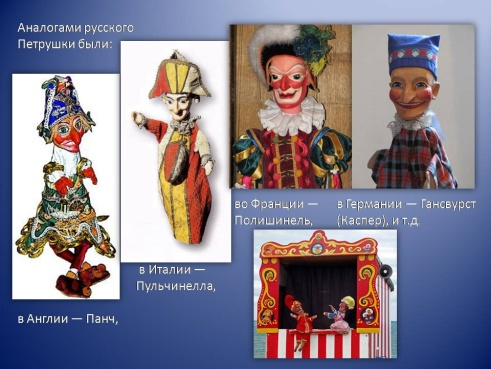 Аналогами русского
Петрушки были:
во Франции —
Полишинель,
в Германии — Гансвурст
(Каспер), и т.д.
в Италии —
Пульчинелла,
в Англии — Панч,